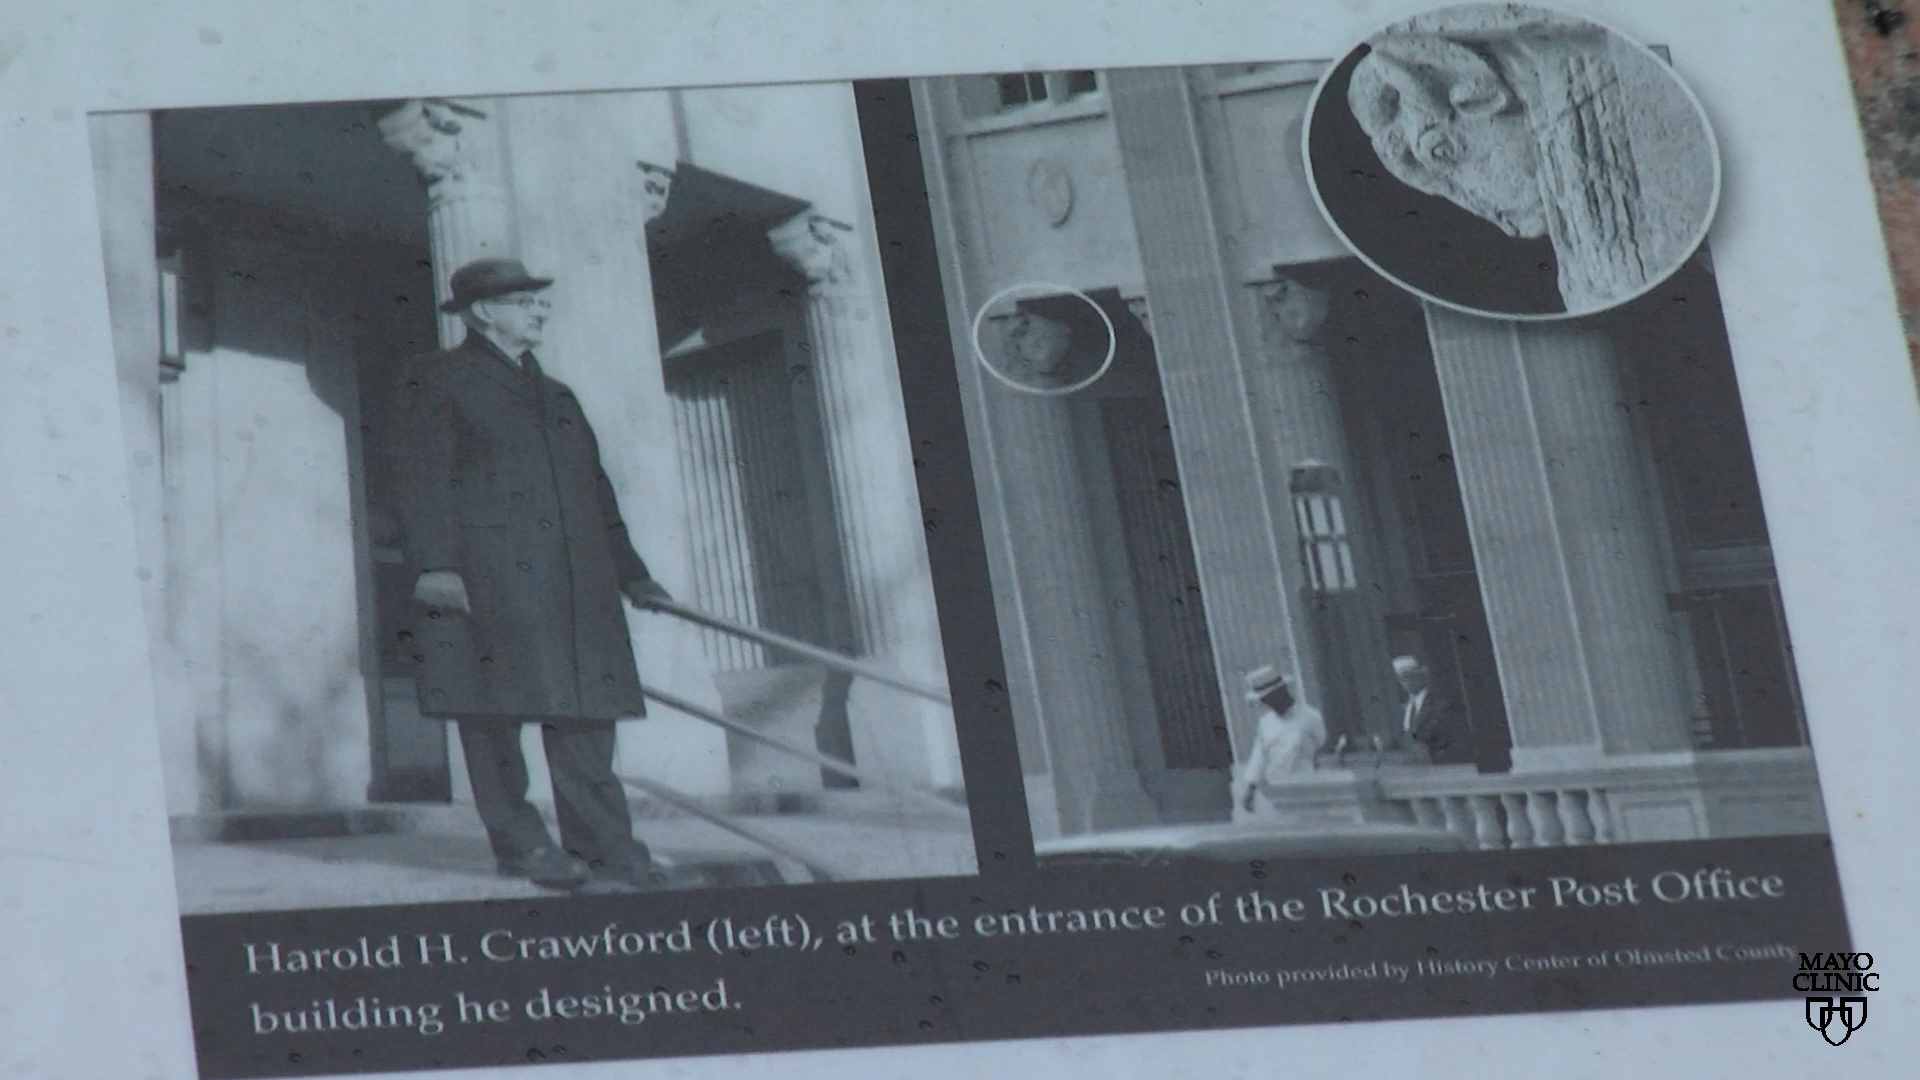 Harold H. Crawford (left), at the entrance of the Rochester Post Office
building he designed.
Photo provided by History Center of Olmsted County
MAYO
CLINIC